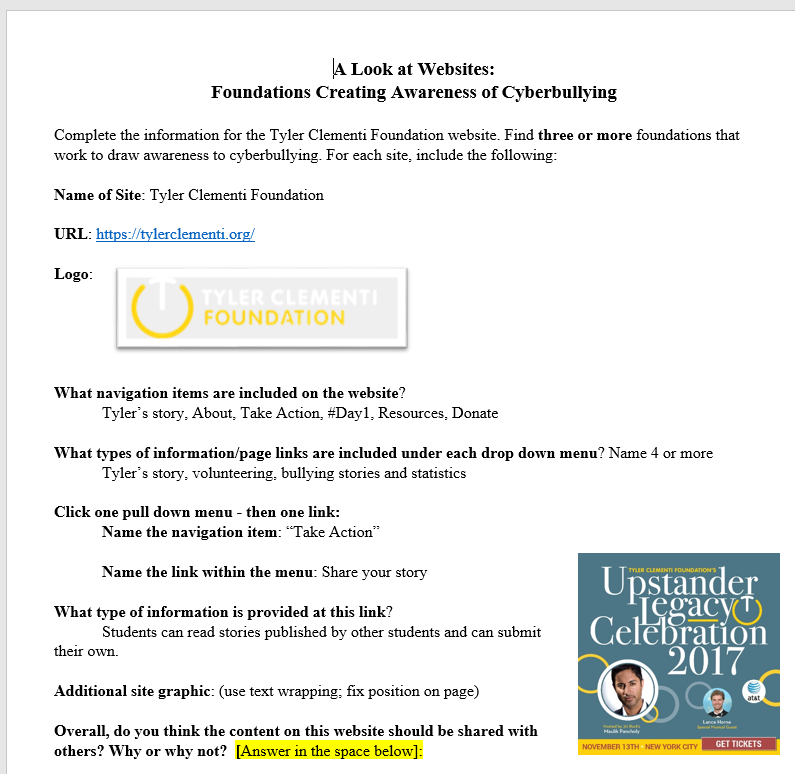 A Look at Websites:
Foundations Creating Awareness of Cyberbullying
Complete the information for the Tyler Clementi Foundation website. Find three or more foundations that
work to draw awareness to cyberbullying. For each site, include the following:
Name of Site: Tyler Clementi Foundation
URL: https://tylerclementi.org/
Logo:
TYLER CLEMENTI
FOUNDATION
What navigation items are included on the website?
Tyler’s story, About, Take Action, #Day1, Resources, Donate
What types of information/page links are included under each drop down menu? Name 4 or more
Tyler’s story, volunteering, bullying stories and statistics
Click one pull down menu - then one link:
Name the navigation item: “Take Action”
Name the link within the menu: Share your story
What type of information is provided at this link?
Students can read stories published by other students and can submit
their own.
Additional site graphic: (use text wrapping; fix position on page)
Overall, do you think the content on this website should be shared with
others? Why or why not? [Answer in the space below]:
TYLER CLEMENTI FOUNDATION'S
Upstander
Legacy
Celebration
2017
at&t
Hosted by 30 Rock's
Maulik Pancholy
Lance Horne
Special Musical Guest
NOVEMBER 13TH • NEW YORK CITY
GET TICKETS